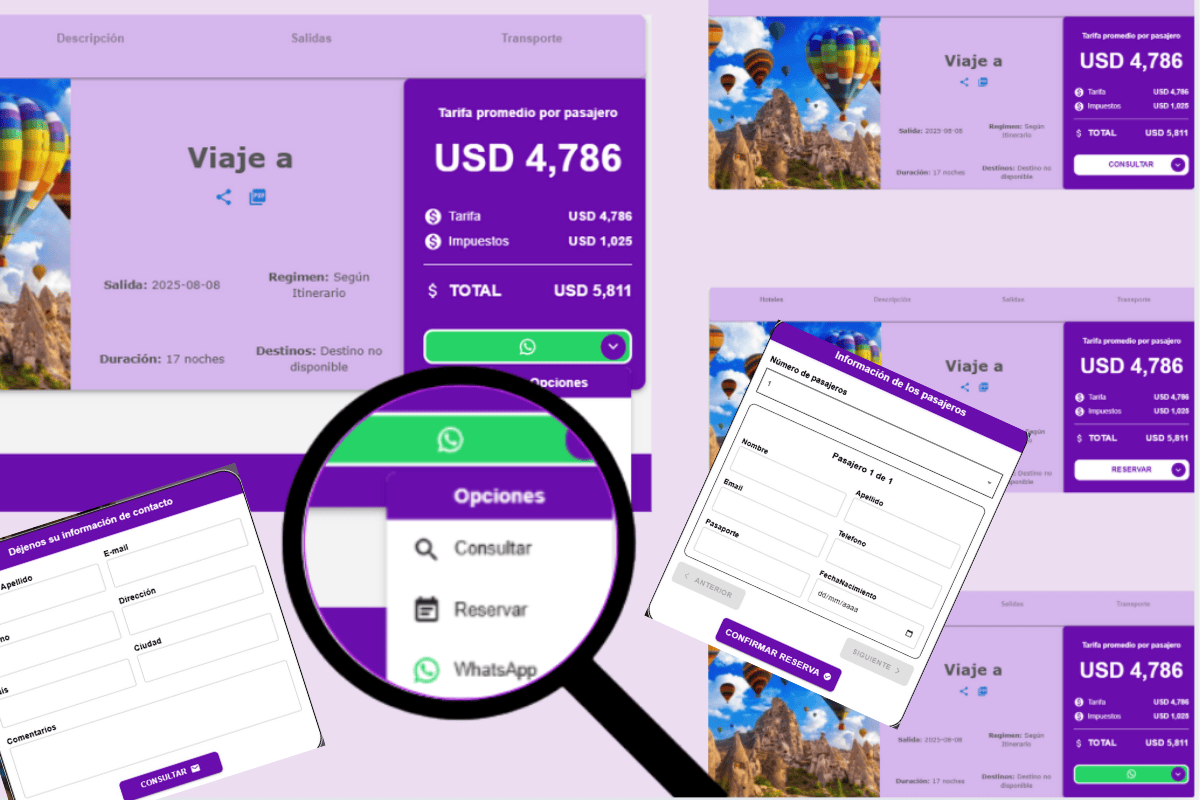 Descripción Salidas Transporte
Viaje a
PDF
Salida: 2025-08-08
Regimen: Según
Itinerario
Duración: 17 noches
Destinos: Destino no
disponible
Tarifa promedio por pasajero
USD 4,786
Tarifa USD 4,786
Impuestos USD 1,025
$ TOTAL USD 5,811
Opciones
Opciones
Consultar
Reservar
WhatsApp
Déjenos su información de contacto
Apellido
E-mail
Dirección
Ciudad
Comentarios
CONSULTAR
Viaje a
Salida: 2025-08-08
Regimen: Según
Itinerario
Duración: 17 noches
Destinos: Destino no
disponible
Tarifa promedio por pasajero
USD 4,786
Tarifa USD 4,786
Impuestos USD 1,025
$ TOTAL USD 5,811
CONSULTAR
Hoteles Descripción Salidas Transporte
Viaje a
Tarifa promedio por pasajero
USD 4,786
Tarifa USD 4,786
Impuestos USD 1,025
$ TOTAL USD 5,811
RESERVAR
Información de los pasajeros
Número de pasajeros
1
Pasajero 1 de 1
Nombre
Apellido
Email
Telefono
Pasaporte
FechaNacimiento
dd/mm/aaaa
ANTERIOR
SIGUIENTE
CONFIRMAR RESERVA
Salidas Transporte
Viaje a
Salida: 2025-08-08
Regimen: Según
Itinerario
Duración: 17 noches
Destinos: Destino no
disponible
Tarifa promedio por pasajero
USD 4,786
Tarifa USD 4,786
Impuestos USD 1,025
$ TOTAL USD 5,811